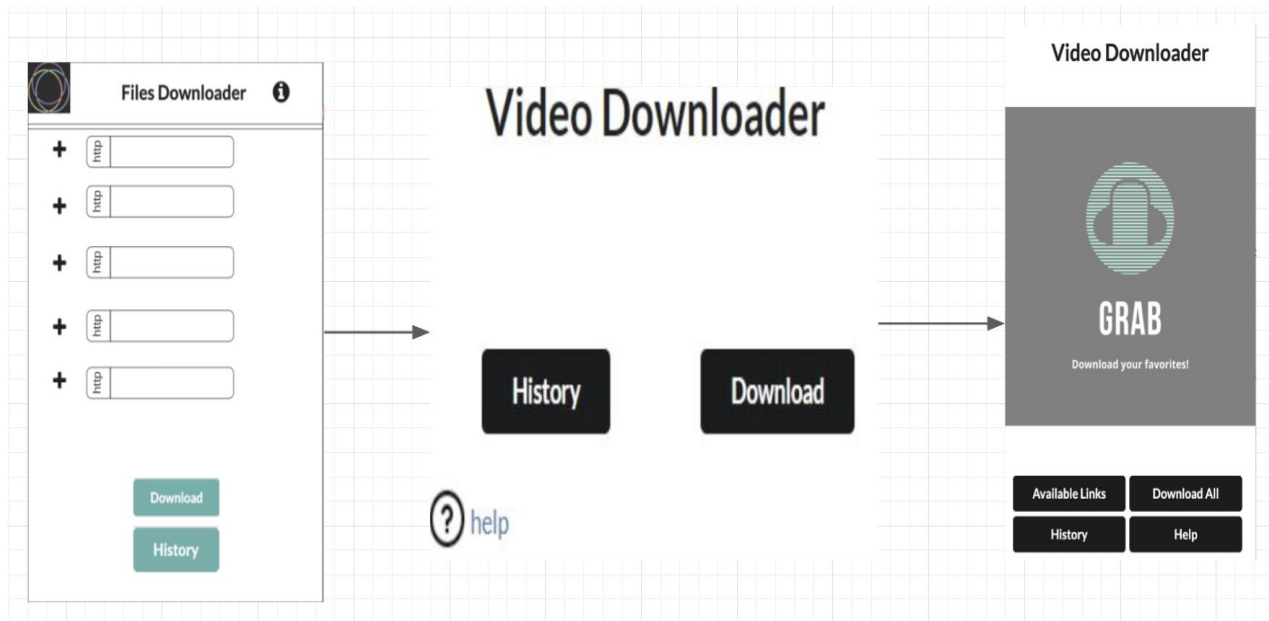 Files Downloader
http
http
http
http
http
Download
History
Video Downloader
History
Download
help
Video Downloader
GRAB
Download your favorites!
Available Links
Download All
History
Help